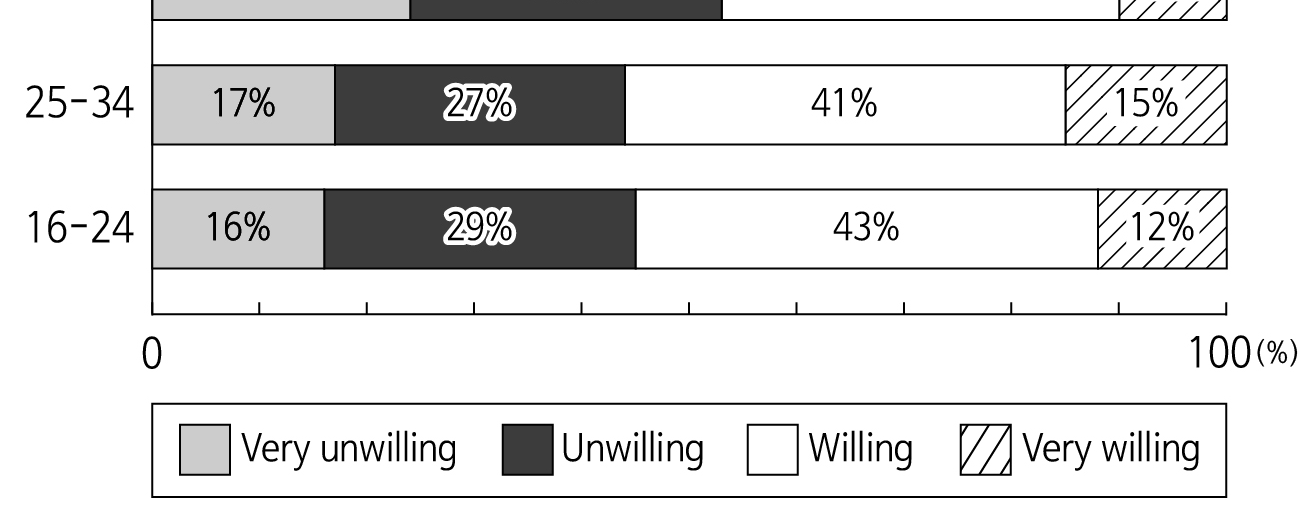 25-34 17% 27% 41% 15%
16-24 16% 29% 43% 12%
0 100(%)
Very unwilling Unwilling Willing Very willing